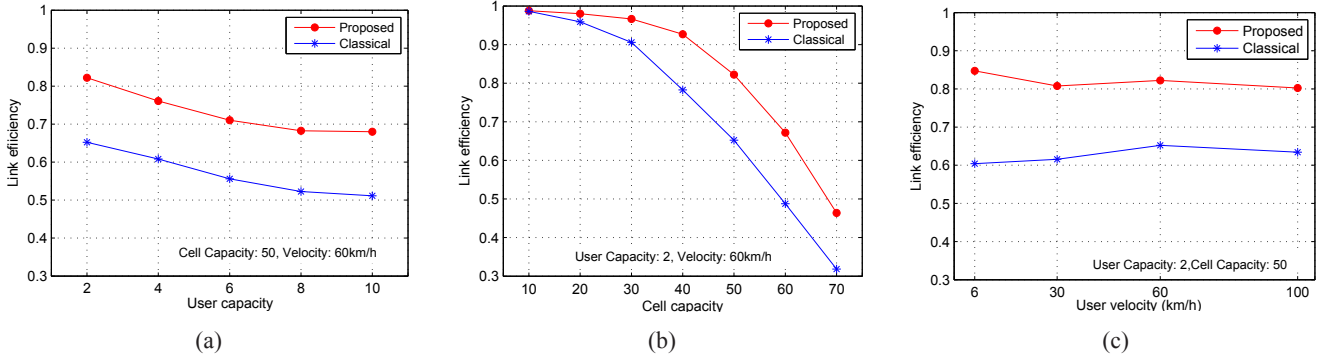 1
0.9
0.8
0.7
0.6
0.5
0.4
0.3
Link efficiency
Proposed
Classical
Cell Capacity: 50, Velocity: 60km/h
2 4 6 8 10
User capacity
(a)
1
0.9
0.8
0.7
0.6
0.5
0.4
0.3
Link efficiency
Proposed
Classical
User Capacity: 2, Velocity: 60km/h
10 20 30 40 50 60 70
Cell capacity
(b)
1
0.9
0.8
0.7
0.6
0.5
0.4
0.3
Link efficiency
Proposed
Classical
User Capacity: 2,Cell Capacity: 50
6 30 60 100
User velocity (km/h)
(c)